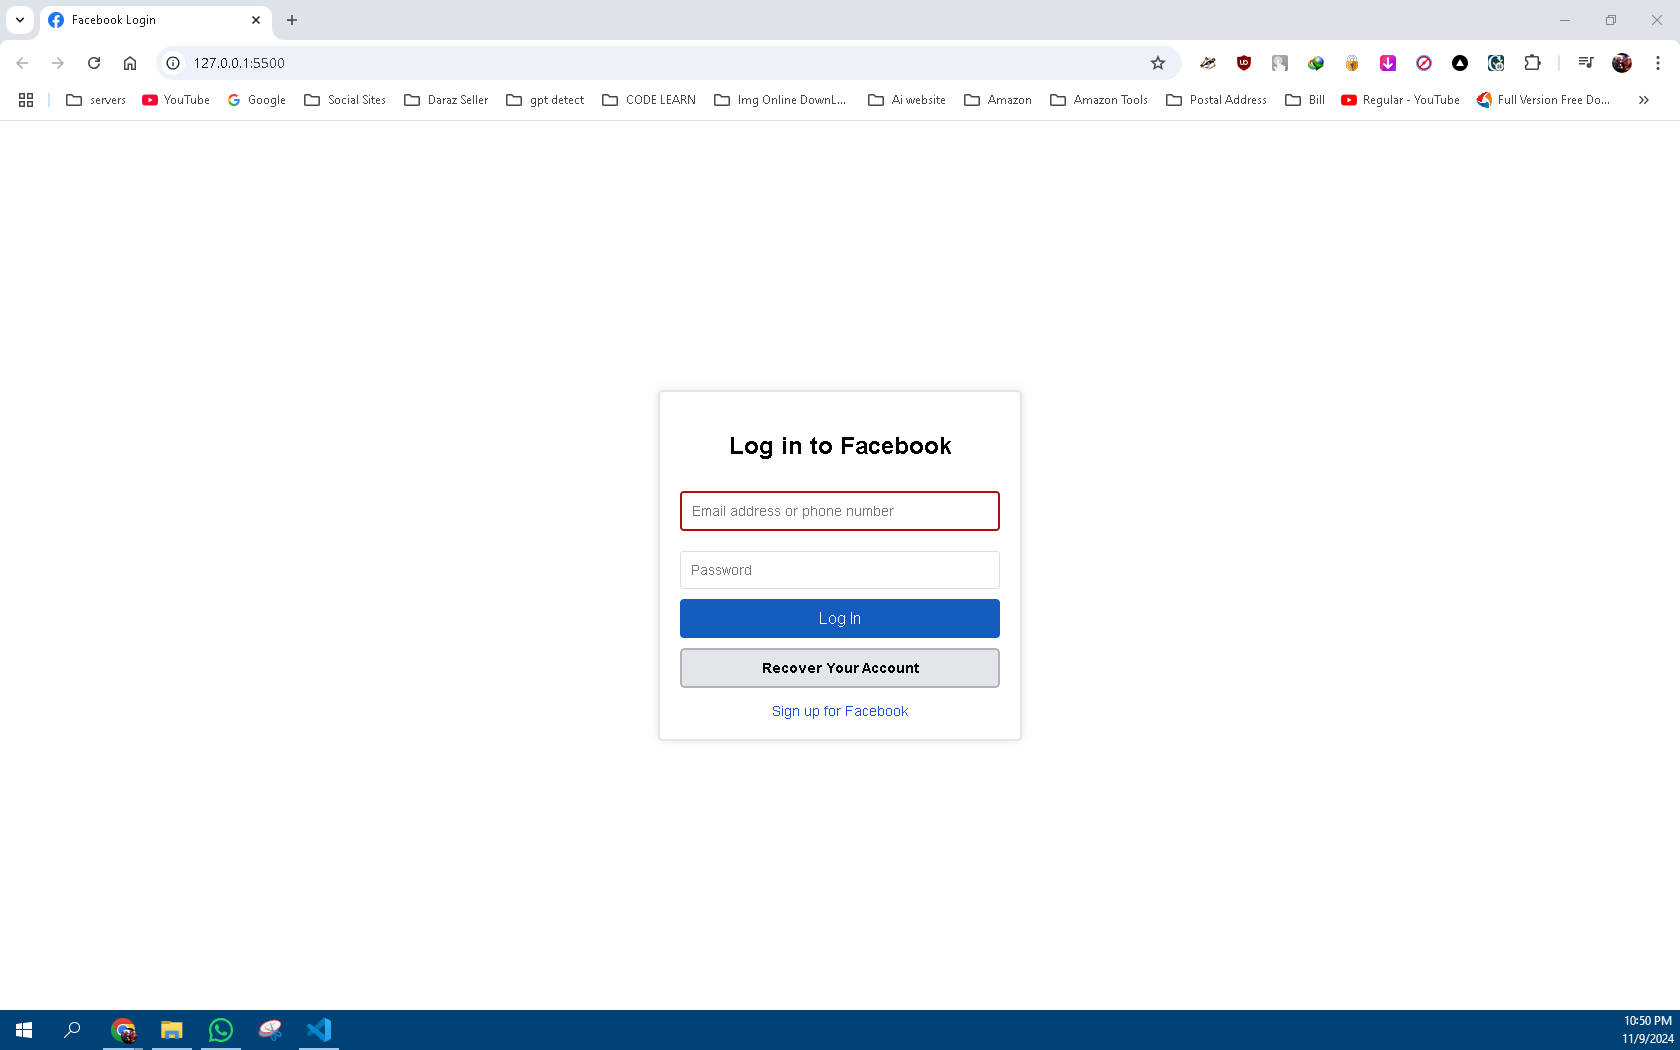 Facebook Login
127.0.0.1:5500
servers YouTube Google Social Sites Daraz Seller gpt detect CODE LEARN Img Online DownL... Ai website Amazon Amazon Tools Postal Address Bill Regular - YouTube Full Version Free Do...
Log in to Facebook
Email address or phone number
Password
Log In
Recover Your Account
Sign up for Facebook
10:50 PM
11/9/2024